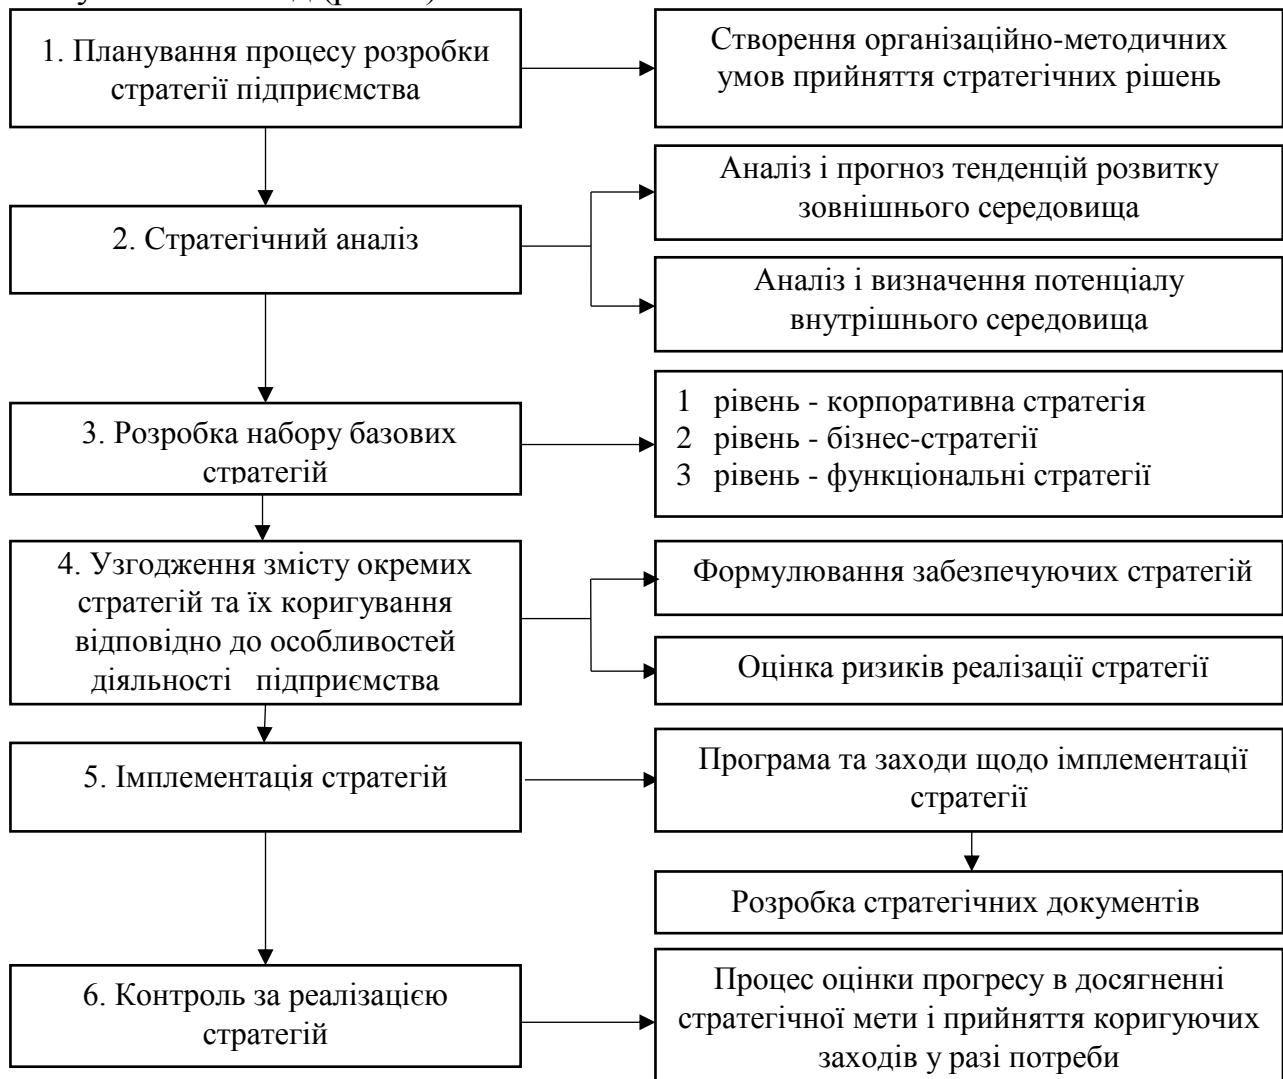 1. Планування процесу розробки
стратегії підприємства
Створення організаційно-методичних
умов прийняття стратегічних рішень
2. Стратегічний аналіз
Аналіз і прогноз тенденцій розвитку
зовнішнього середовища
Аналіз і визначення потенціалу
внутрішнього середовища
3. Розробка набору базових
стратегій
1 рівень - корпоративна стратегія
2 рівень - бізнес-стратегії
3 рівень - функціональні стратегії
4. Узгодження змісту окремих
стратегій та їх коригування
відповідно до особливостей
діяльності підприємства
Формулювання забезпечуючих стратегій
Оцінка ризиків реалізації стратегії
5. Імплементація стратегій
Програма та заходи щодо імплементації
стратегії
Розробка стратегічних документів
6. Контроль за реалізацією
стратегій
Процес оцінки прогресу в досягненні
стратегічної мети і прийняття коригуючих
заходів у разі потреби